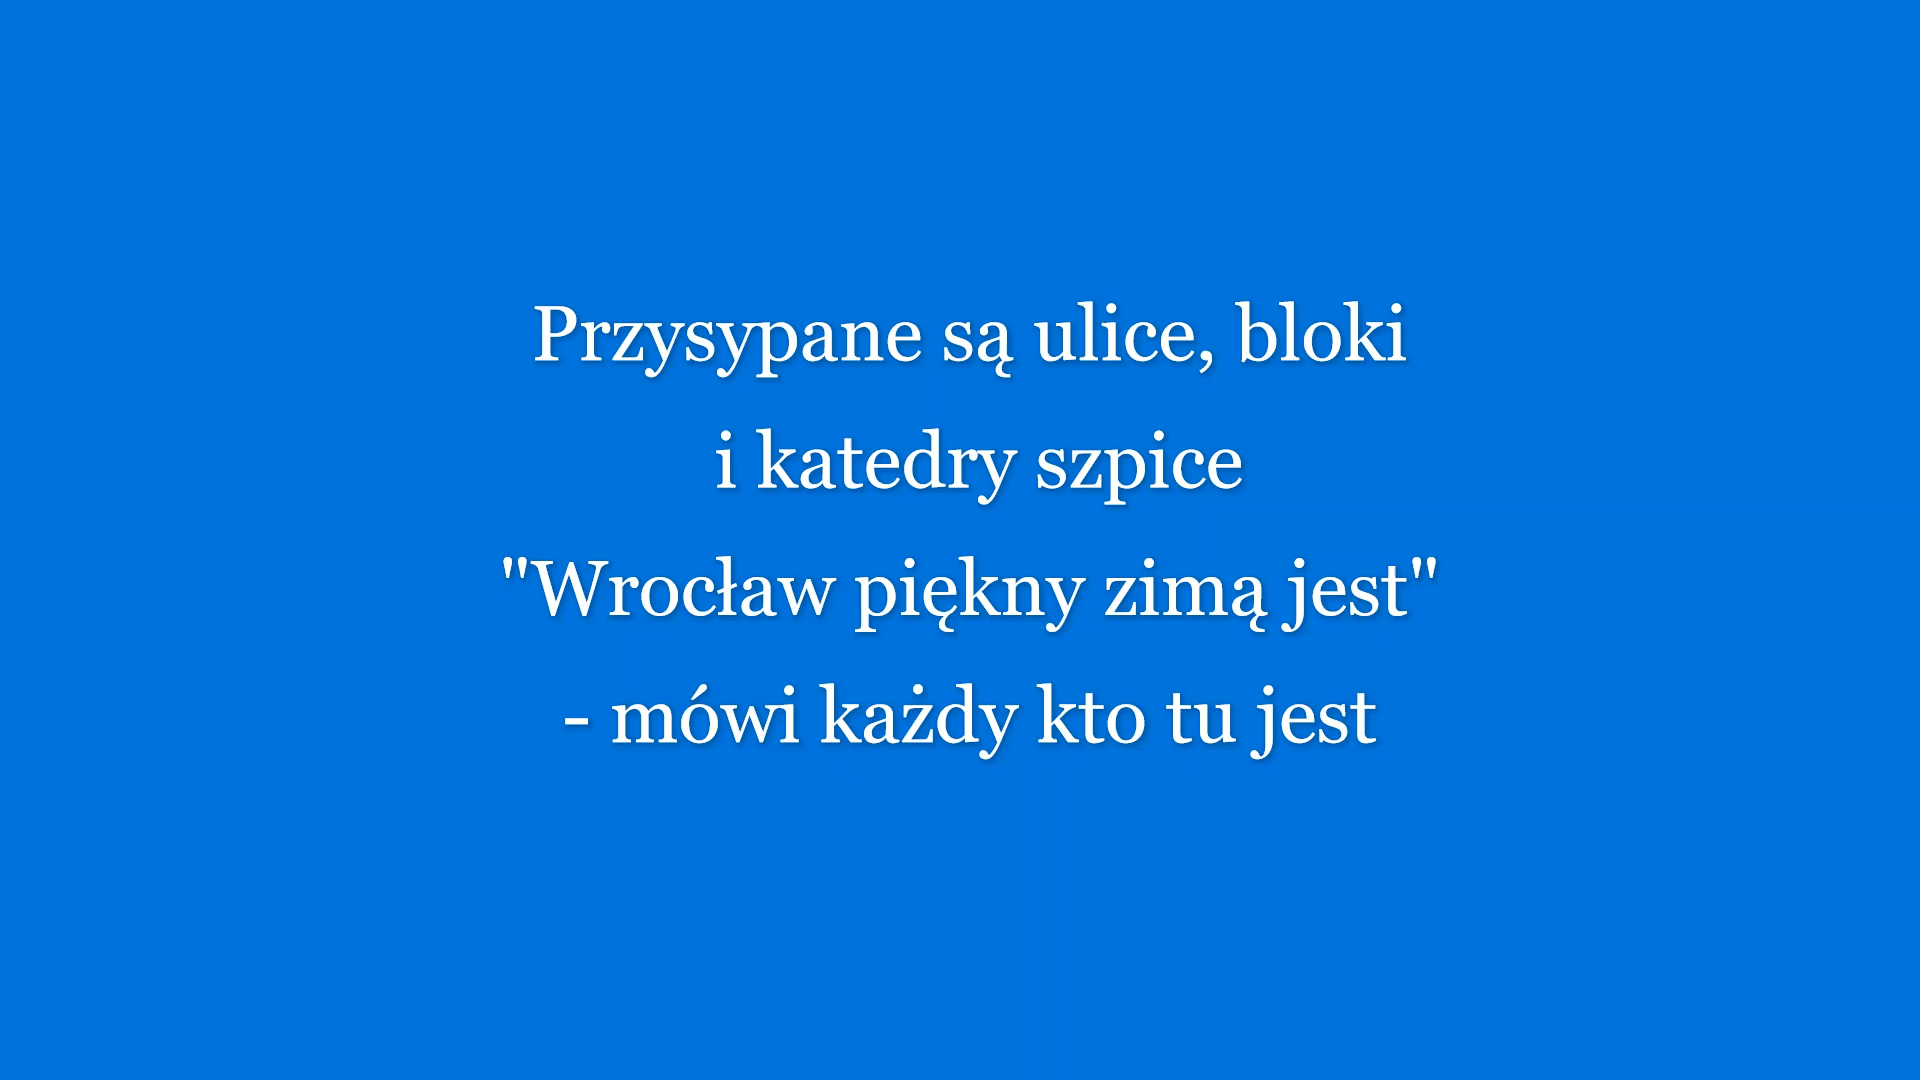 Przysypane są ulice, bloki
i katedry szpice
"Wrocław piękny zimą jest"
- mówi każdy kto tu jest